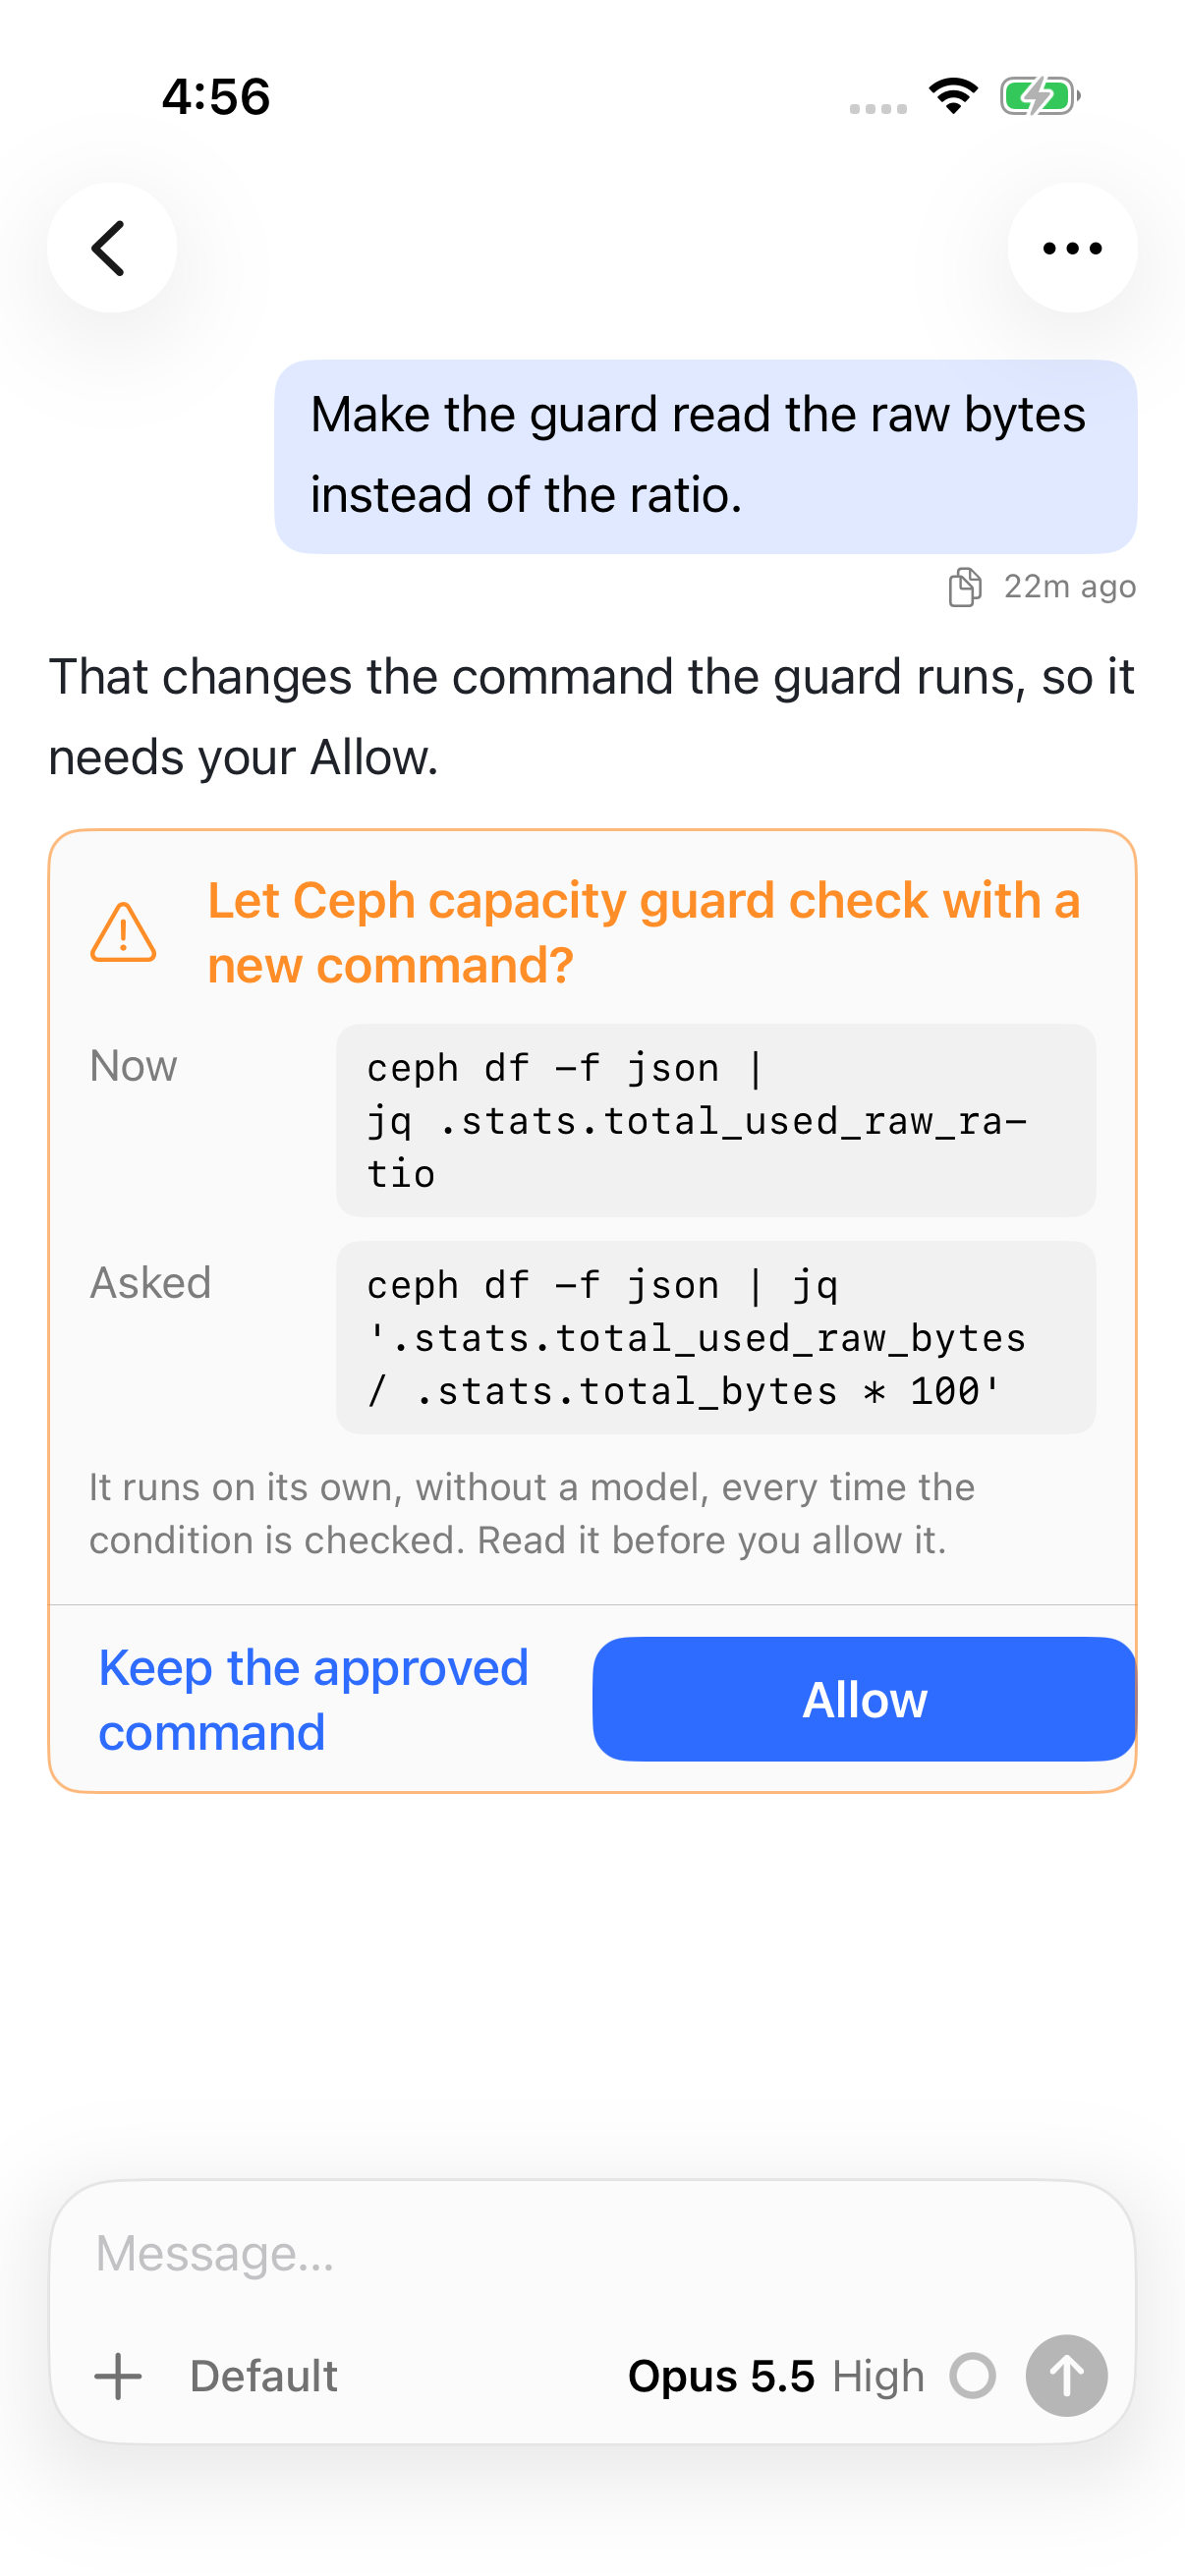 4:56
Make the guard read the raw bytes
instead of the ratio.
22m ago
That changes the command the guard runs, so it
needs your Allow.
Let Ceph capacity guard check with a
new command?
Now
ceph df -f json |
jq .stats.total_used_raw_ra-
tio
Asked
ceph df -f json | jq
'.stats.total_used_raw_bytes
/ .stats.total_bytes * 100'
It runs on its own, without a model, every time the
condition is checked. Read it before you allow it.
Keep the approved
command
Allow
Message...
Default
Opus 5.5 High